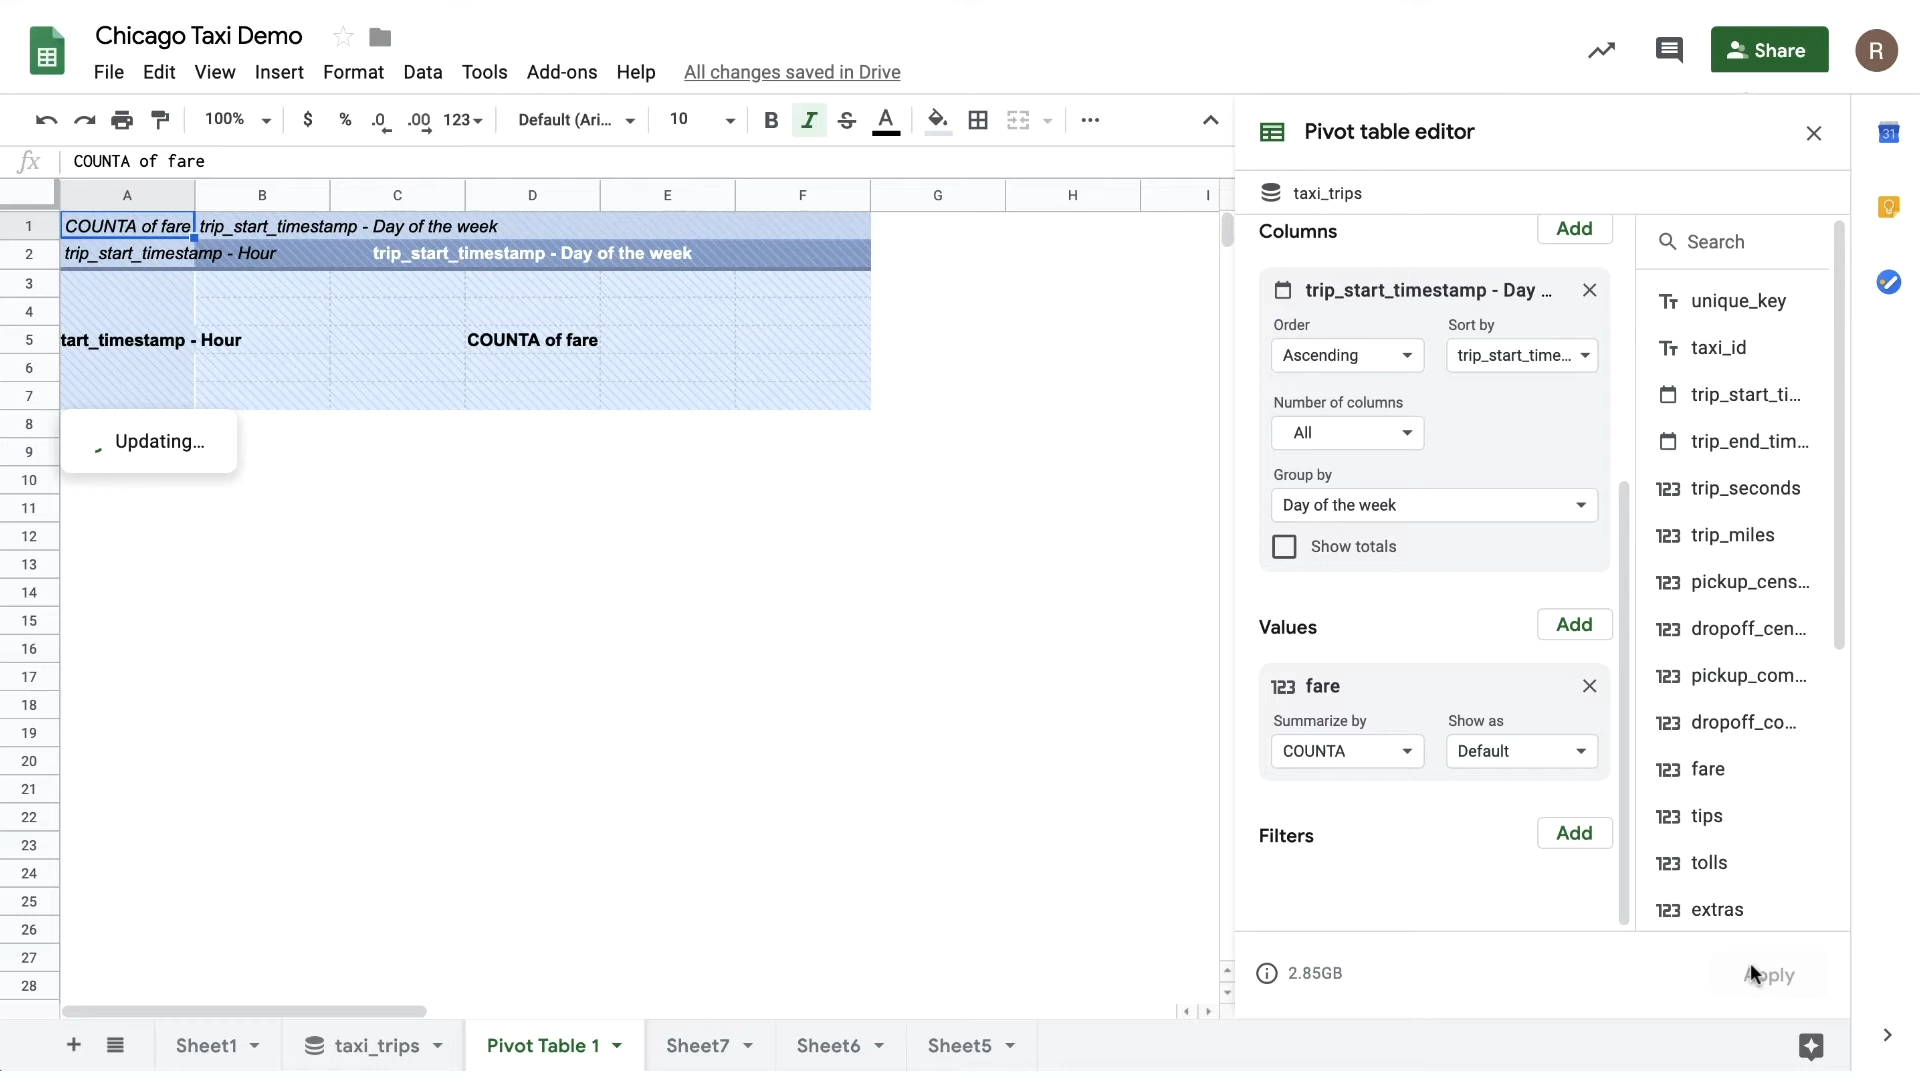 Chicago Taxi Demo
File Edit View Insert Format Data Tools Add-ons Help All changes saved in Drive
Share
R
100% $ % .0 .00 123 Default (Ari... 10 B I S A
fx COUNTA of fare
A B C D E F G H I
1 COUNTA of fare trip_start_timestamp - Day of the week
2 trip_start_timestamp - Hour trip_start_timestamp - Day of the week
3
4
5 tart_timestamp - Hour COUNTA of fare
6
7
8
Updating...
9
10
11
12
13
14
15
16
17
18
19
20
21
22
23
24
25
26
27
28
Sheet1 taxi_trips Pivot Table 1 Sheet7 Sheet6 Sheet5
Pivot table editor
taxi_trips
Columns Add
trip_start_timestamp - Day ...
Order Sort by
Ascending trip_start_time...
Number of columns
All
Group by
Day of the week
Show totals
Values Add
123 fare
Summarize by Show as
COUNTA Default
Filters Add
2.85GB Apply
Search
Tт unique_key
Tт taxi_id
trip_start_ti...
trip_end_tim...
123 trip_seconds
123 trip_miles
123 pickup_cens...
123 dropoff_cen...
123 pickup_com...
123 dropoff_co...
123 fare
123 tips
123 tolls
123 extras
31